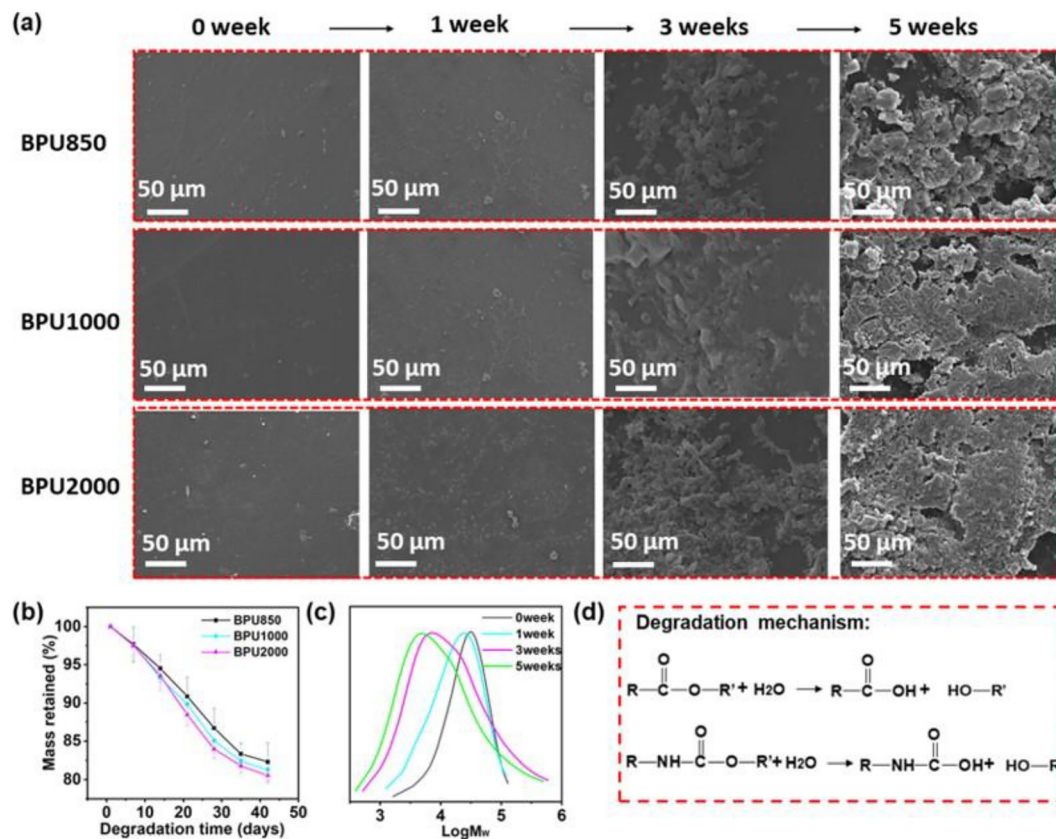 (a) 0 week 1 week 3 weeks 5 weeks
BPU850
50 μm 50 μm 50 μm 50 μm
BPU1000
50 μm 50 μm 50 μm 50 μm
BPU2000
50 μm 50 μm 50 μm 50 μm
(b)
100
95
90
85
80
Mass retained (%)
BPU850
BPU1000
BPU2000
0 10 20 30 40 50
Degradation time (days)
(c)
0week
1week
3weeks
5weeks
2 3 4 5 6
LogMw
(d)
Degradation mechanism:
O O
R—C—O—R'+ H2O R—C—OH+ HO—R'
O O
R—NH—C—O—R'+H2O R—NH—C—OH+ HO—R